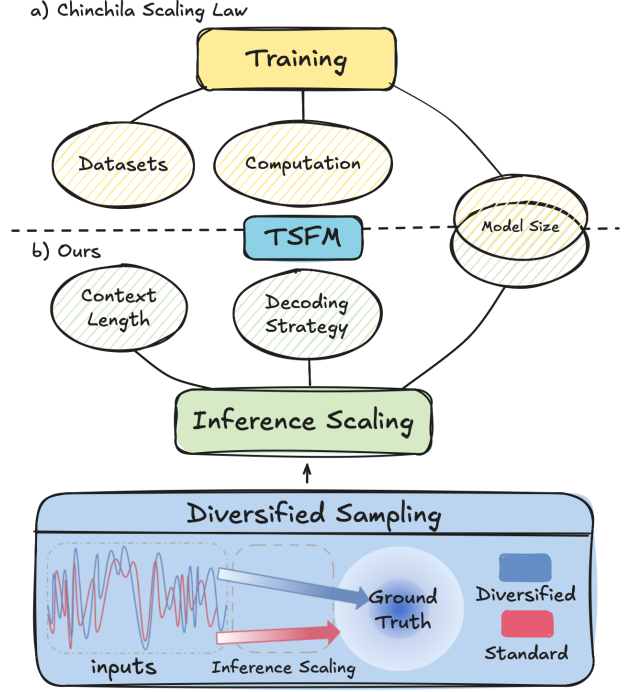 a) Chinchila Scaling Law
Training
Datasets
Computation
Model Size
TSFM
b) Ours
Context
Length
Decoding
Strategy
Inference Scaling
Diversified Sampling
Ground
Truth
Diversified
Standard
inputs
Inference Scaling